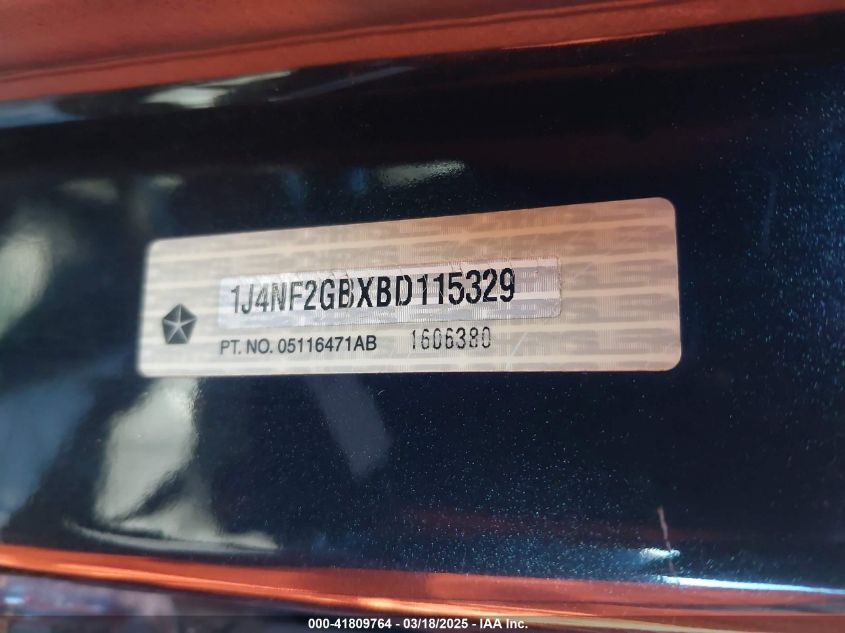 1J4NF2GBXBD115329
PT. NO. 05116471AB 1606380
000-41809764 - 03/18/2025 - IAA Inc.